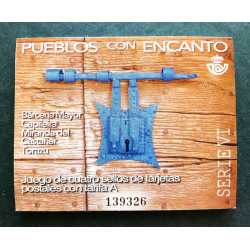 PUEBLOS CON ENCANTO
Bárcena Mayor
Capileira
Miranda del
Castañar
Torazu
Juego de cuatro sellos de tarjetas
postales con tarifa A
139326
SERIE VI